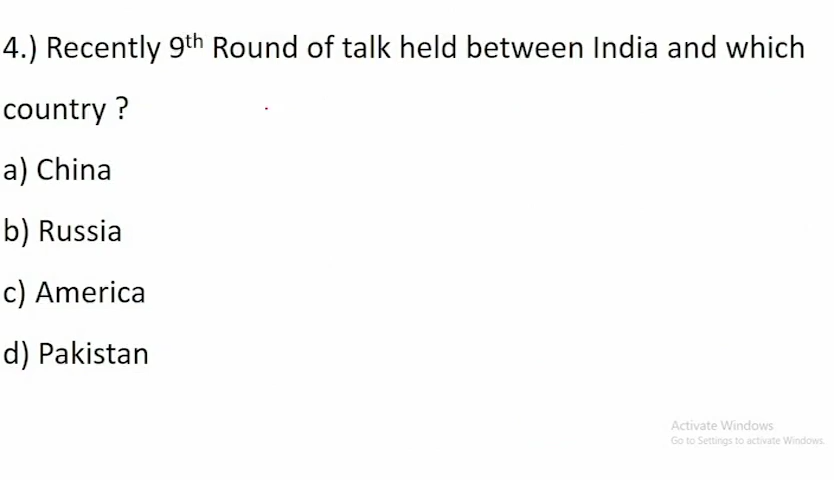 4.) Recently 9th Round of talk held between India and which
country ?
a) China
b) Russia
c) America
d) Pakistan
Activate Windows
Go to Settings to activate Windows.